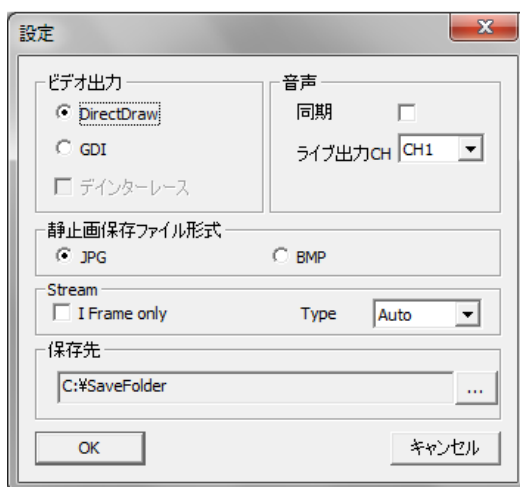 設定
ビデオ出力
DirectDraw
GDI
デインターレース
音声
同期
ライブ出力CH CH1
静止画保存ファイル形式
JPG BMP
Stream
I Frame only Type Auto
保存先
C:¥SaveFolder ...
OK キャンセル